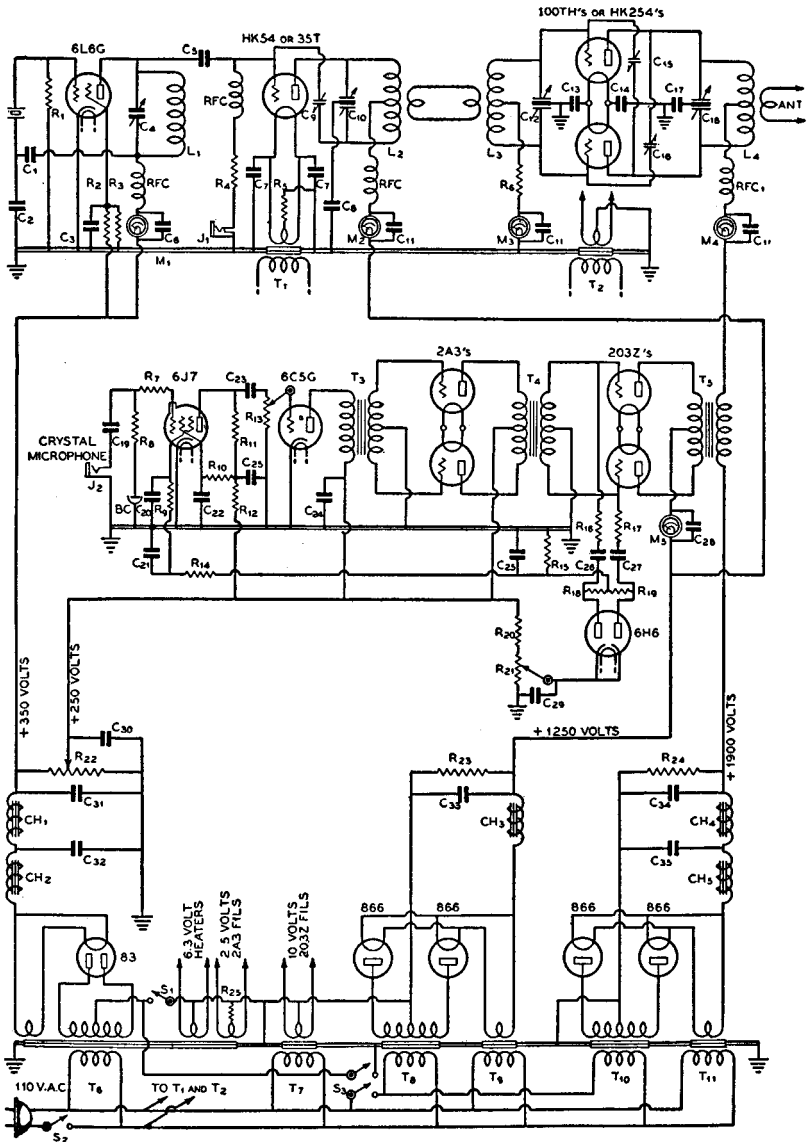 6L6G
HK54 OR 35T
100TH's OR HK254's
C5
R1
C4
L1
RFC
C9
C10
L2
L3
C12
C13
C14
C15
C16
C17
C18
L4
ANT
C1
C2
R2
R3
RFC
R4
C7
R5
C7
C8
RFC
R6
RFC1
C3
C6
M1
J1
T1
M2
C11
M3
C11
T2
M4
C17
CRYSTAL
MICROPHONE
J2
C19
R7
R8
6J7
C23
R13
6C5G
T3
2A3's
T4
203Z's
T5
R11
R10
C25
R12
BC
C20
R9
C22
C24
C21
R14
C25
R15
R16
R17
C26
C27
M5
C28
R18
R19
6H6
R20
R21
C29
+350 VOLTS
+250 VOLTS
+1250 VOLTS
+1900 VOLTS
C30
R22
C31
CH1
C32
CH2
R23
C33
CH3
R24
C34
CH4
C35
CH5
83
6.3 VOLT
HEATERS
2.5 VOLTS
2A3 FILS
10 VOLTS
203Z FILS
866
866
866
866
S1
R25
110 V.A.C.
T6
TO T1 AND T2
T7
S3
T8
T9
T10
T11
S2